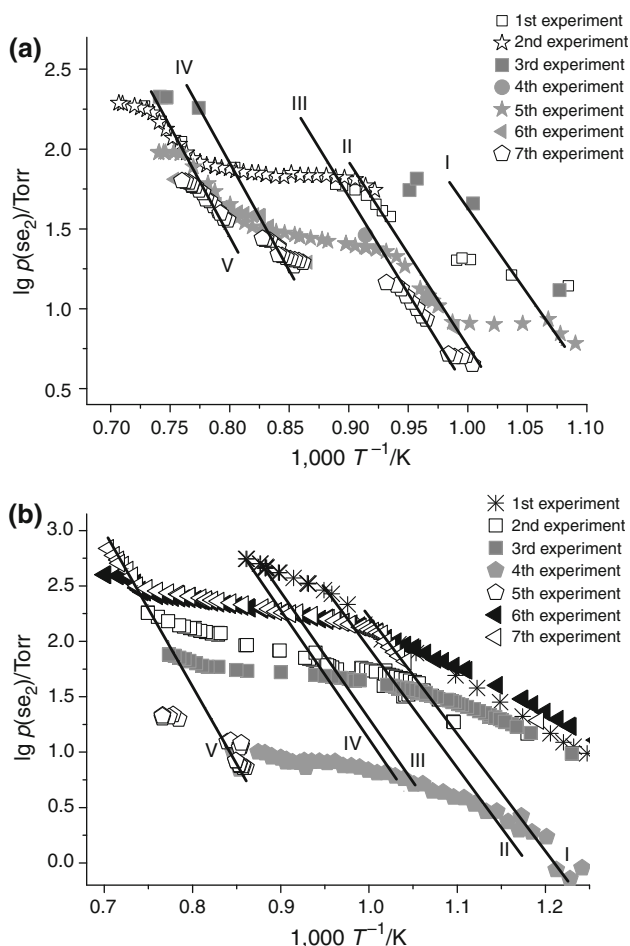 (a)
1st experiment
2nd experiment
3rd experiment
4th experiment
5th experiment
6th experiment
7th experiment
IV
III
II
I
V
lg p(se₂)/Torr
2.5
2.0
1.5
1.0
0.5
0.70 0.75 0.80 0.85 0.90 0.95 1.00 1.05 1.10
1,000 T⁻¹/K
(b)
1st experiment
2nd experiment
3rd experiment
4th experiment
5th experiment
6th experiment
7th experiment
V
IV
III
II
I
lg p(se₂)/Torr
3.0
2.5
2.0
1.5
1.0
0.5
0.0
0.7 0.8 0.9 1.0 1.1 1.2
1,000 T⁻¹/K